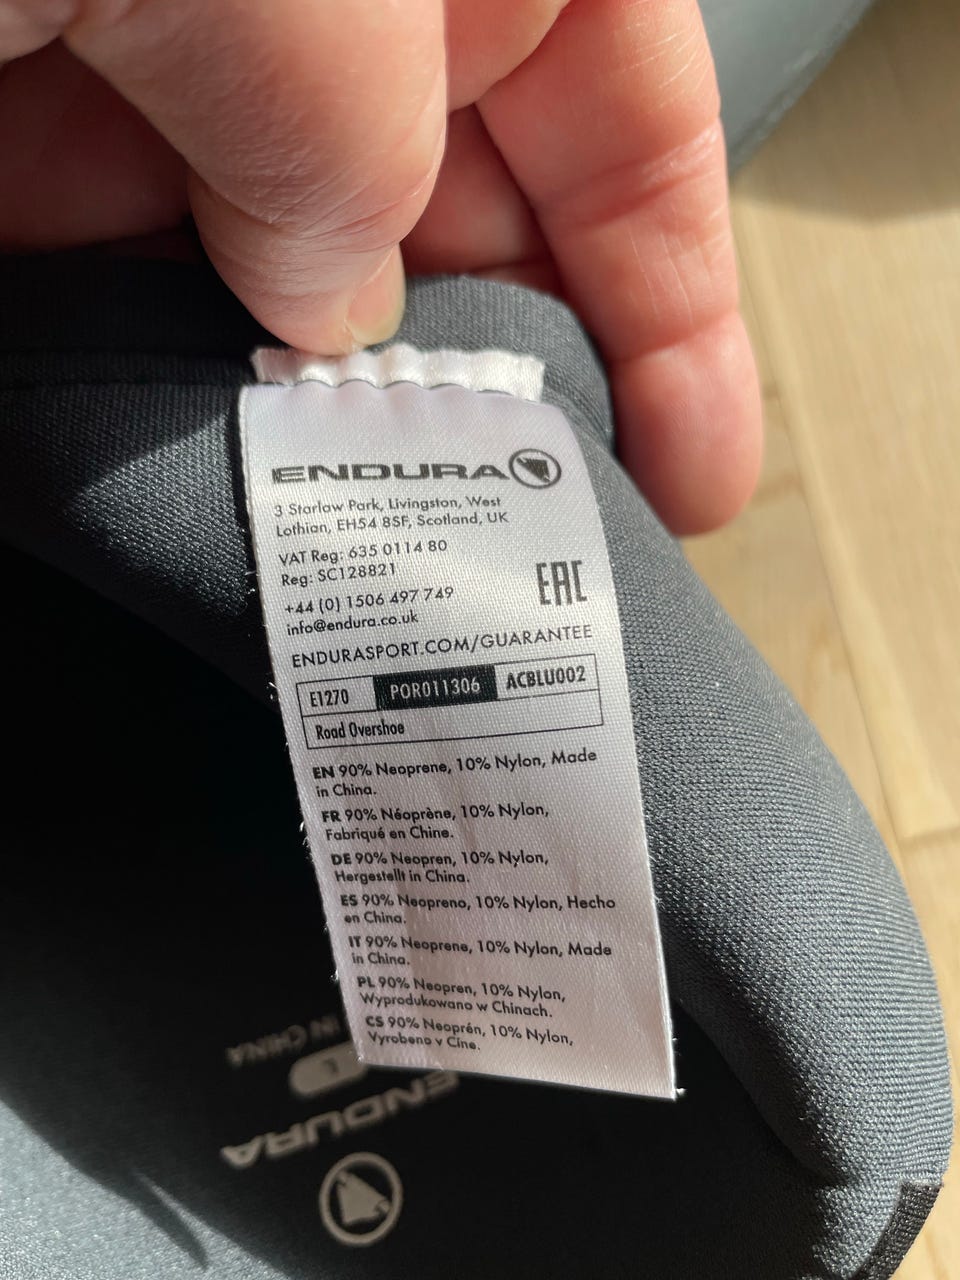 ENDURA
3 Starlaw Park, Livingston, West
Lothian, EH54 8SF, Scotland, UK
VAT Reg: 635 0114 80
Reg: SC128821
+44 (0) 1506 497 749
info@endura.co.uk
EAC
ENDURASPORT.COM/GUARANTEE
E1270 POR011306 ACBLU002
Road Overshoe
EN 90% Neoprene, 10% Nylon, Made
in China.
FR 90% Néoprène, 10% Nylon,
Fabriqué en Chine.
DE 90% Neopren, 10% Nylon,
Hergestellt in China.
ES 90% Neopreno, 10% Nylon, Hecho
en China.
IT 90% Neoprene, 10% Nylon, Made
in China.
PL 90% Neopren, 10% Nylon,
Wyprodukowano w Chinach.
CS 90% Neoprén, 10% Nylon,
Vyrobeno v Číne.
IN CHINA
L
ENDURA